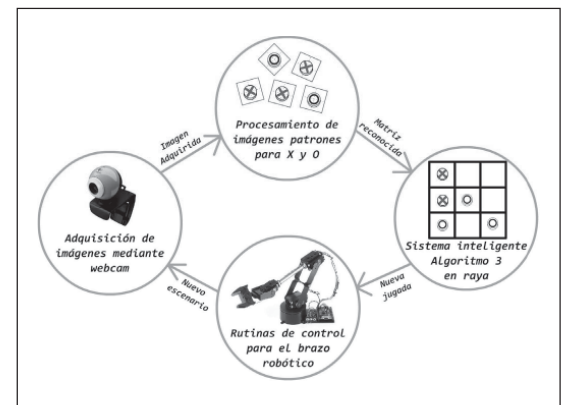 Procesamiento de
imágenes patrones
para X y O
Imagen
Adquirida
Matriz
reconocida
Adquisición de
imágenes mediante
webcam
Sistema inteligente
Algoritmo 3
en raya
Nuevo
escenario
Nueva
jugada
Rutinas de control
para el brazo
robótico